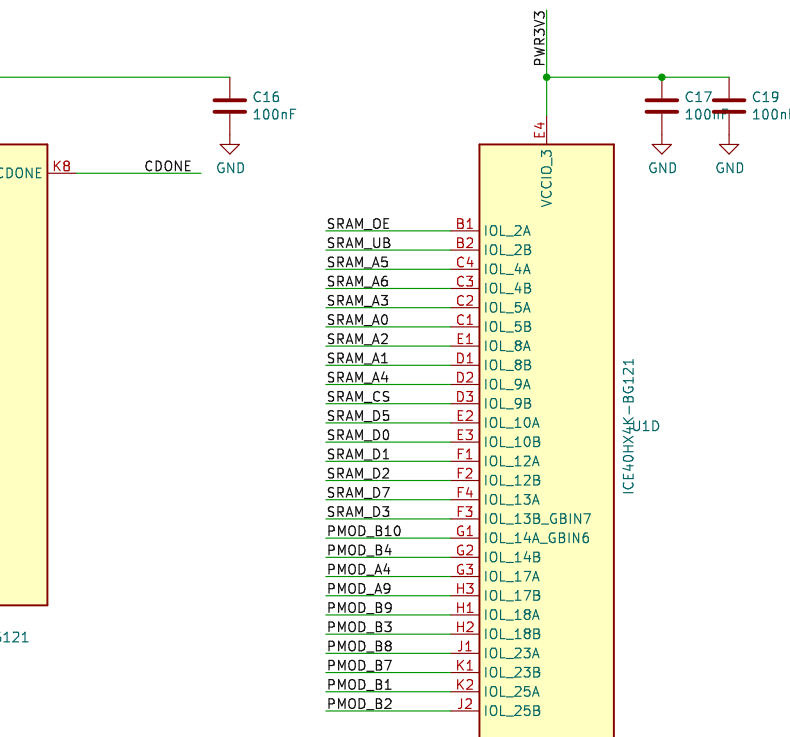 PWR3V3
C16
100nF
GND
C17
100nF
GND
C19
100n
GND
E4
VCCIO_3
CDONE
K8
CDONE
SRAM_OE B1 IOL_2A
SRAM_UB B2 IOL_2B
SRAM_A5 C4 IOL_4A
SRAM_A6 C3 IOL_4B
SRAM_A3 C2 IOL_5A
SRAM_A0 C1 IOL_5B
SRAM_A2 E1 IOL_8A
SRAM_A1 D1 IOL_8B
SRAM_A4 D2 IOL_9A
SRAM_CS D3 IOL_9B
SRAM_D5 E2 IOL_10A
SRAM_D0 E3 IOL_10B
SRAM_D1 F1 IOL_12A
SRAM_D2 F2 IOL_12B
SRAM_D7 F4 IOL_13A
SRAM_D3 F3 IOL_13B_GBIN7
PMOD_B10 G1 IOL_14A_GBIN6
PMOD_B4 G2 IOL_14B
PMOD_A4 G3 IOL_17A
PMOD_A9 H3 IOL_17B
PMOD_B9 H1 IOL_18A
PMOD_B3 H2 IOL_18B
PMOD_B8 J1 IOL_23A
PMOD_B7 K1 IOL_23B
PMOD_B1 K2 IOL_25A
PMOD_B2 J2 IOL_25B
ICE40HX4K-BG121
U1D
G121